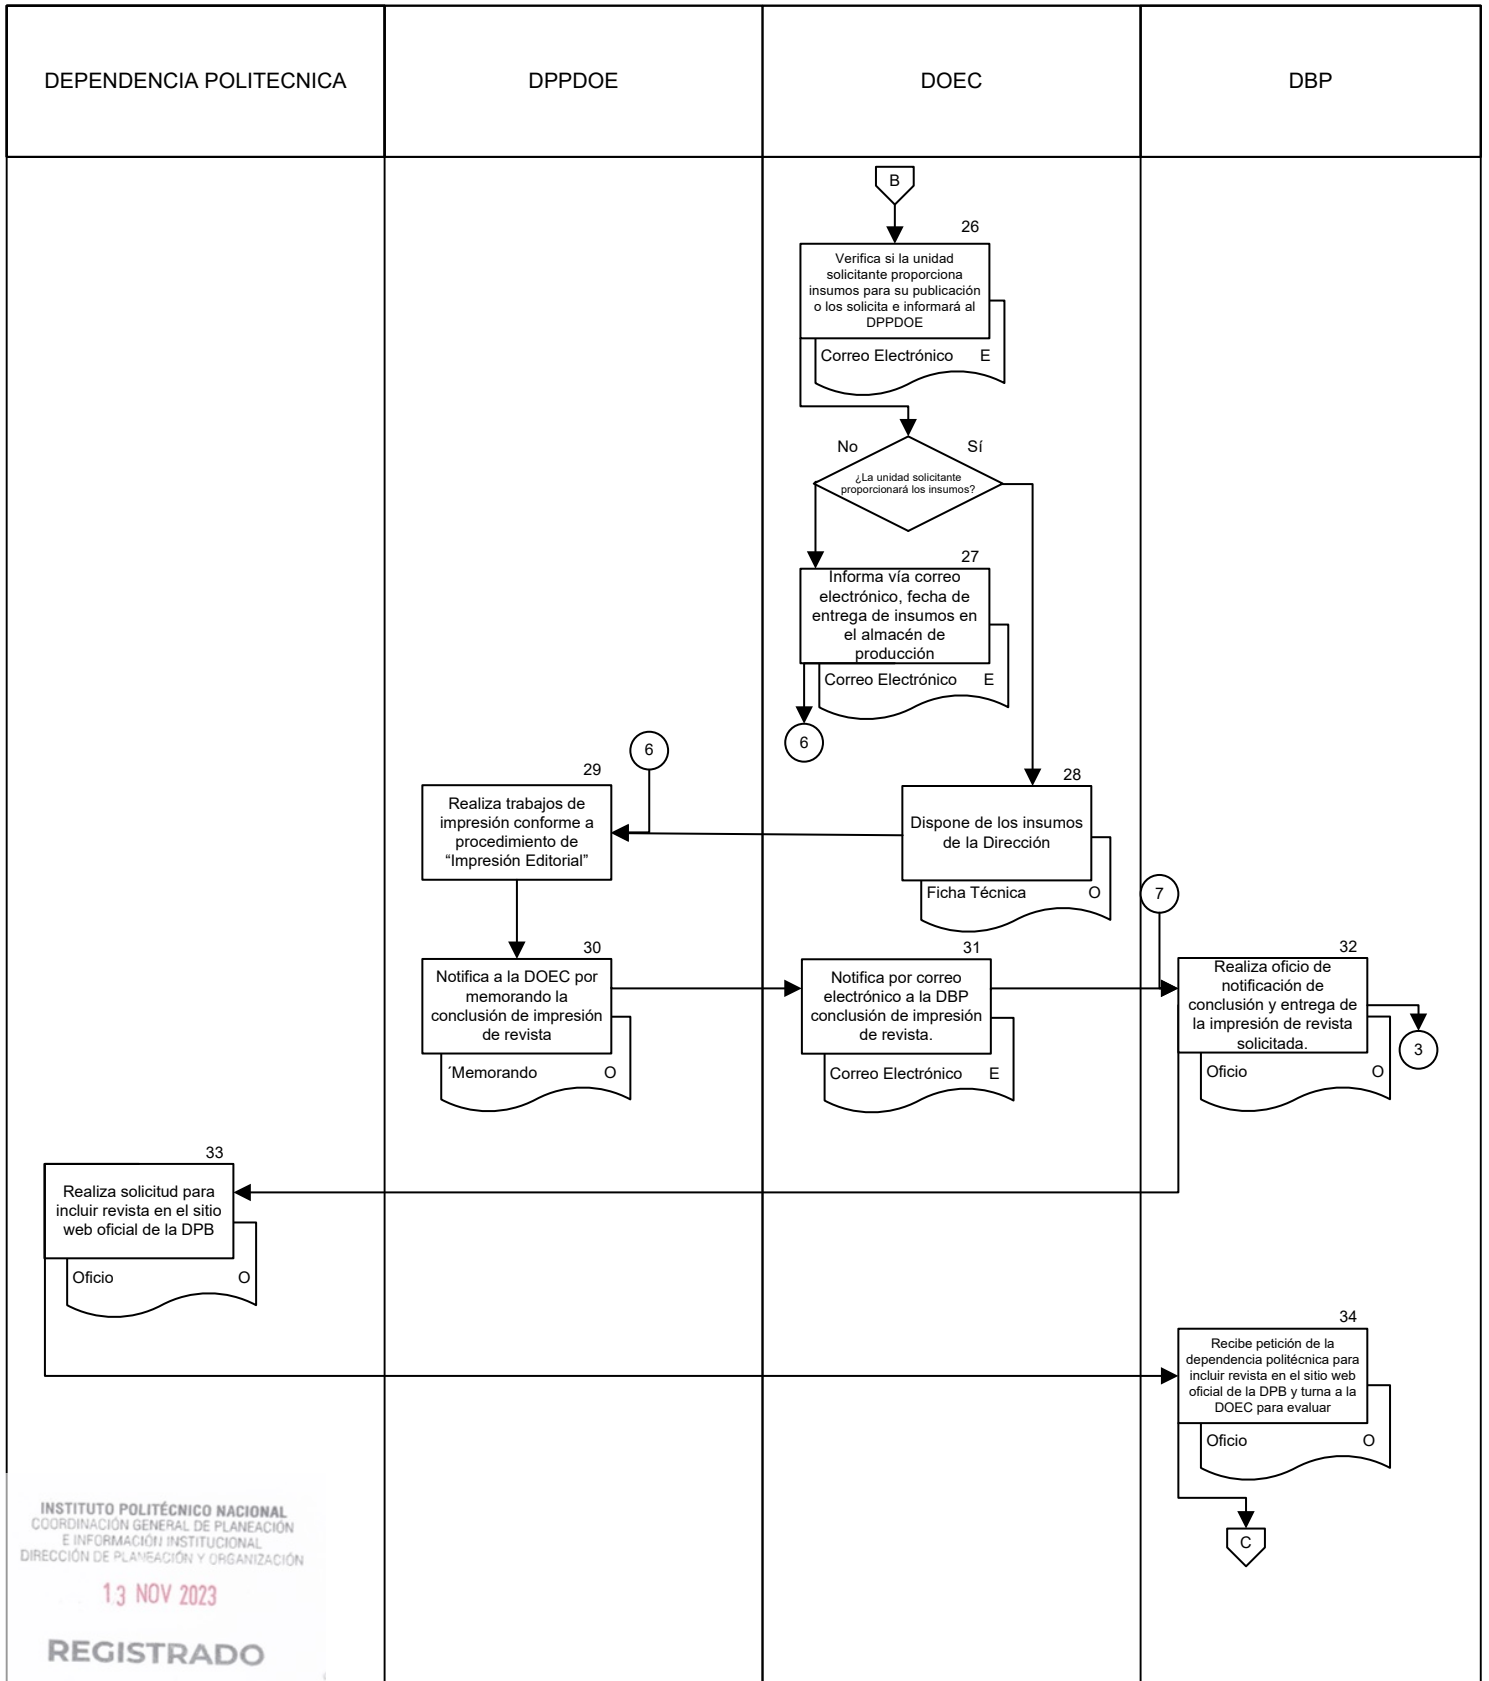 DEPENDENCIA POLITECNICA
DPPDOE
DOEC
DBP
B
26
Verifica si la unidad
solicitante proporciona
insumos para su publicación
o los solicita e informará al
DPPDOE
Correo Electrónico E
No
Sí
¿La unidad solicitante
proporcionará los insumos?
27
Informa vía correo
electrónico, fecha de
entrega de insumos en
el almacén de
producción
Correo Electrónico E
6
6
29
Realiza trabajos de
impresión conforme a
procedimiento de
“Impresión Editorial”
28
Dispone de los insumos
de la Dirección
Ficha Técnica O
7
30
Notifica a la DOEC por
memorando la
conclusión de impresión
de revista
´Memorando O
31
Notifica por correo
electrónico a la DBP
conclusión de impresión
de revista.
Correo Electrónico E
32
Realiza oficio de
notificación de
conclusión y entrega de
la impresión de revista
solicitada.
Oficio O
3
33
Realiza solicitud para
incluir revista en el sitio
web oficial de la DPB
Oficio O
34
Recibe petición de la
dependencia politécnica para
incluir revista en el sitio web
oficial de la DPB y turna a la
DOEC para evaluar
Oficio O
C
INSTITUTO POLITÉCNICO NACIONAL
COORDINACIÓN GENERAL DE PLANEACIÓN
E INFORMACIÓN INSTITUCIONAL
DIRECCIÓN DE PLANEACIÓN Y ORGANIZACIÓN
13 NOV 2023
REGISTRADO